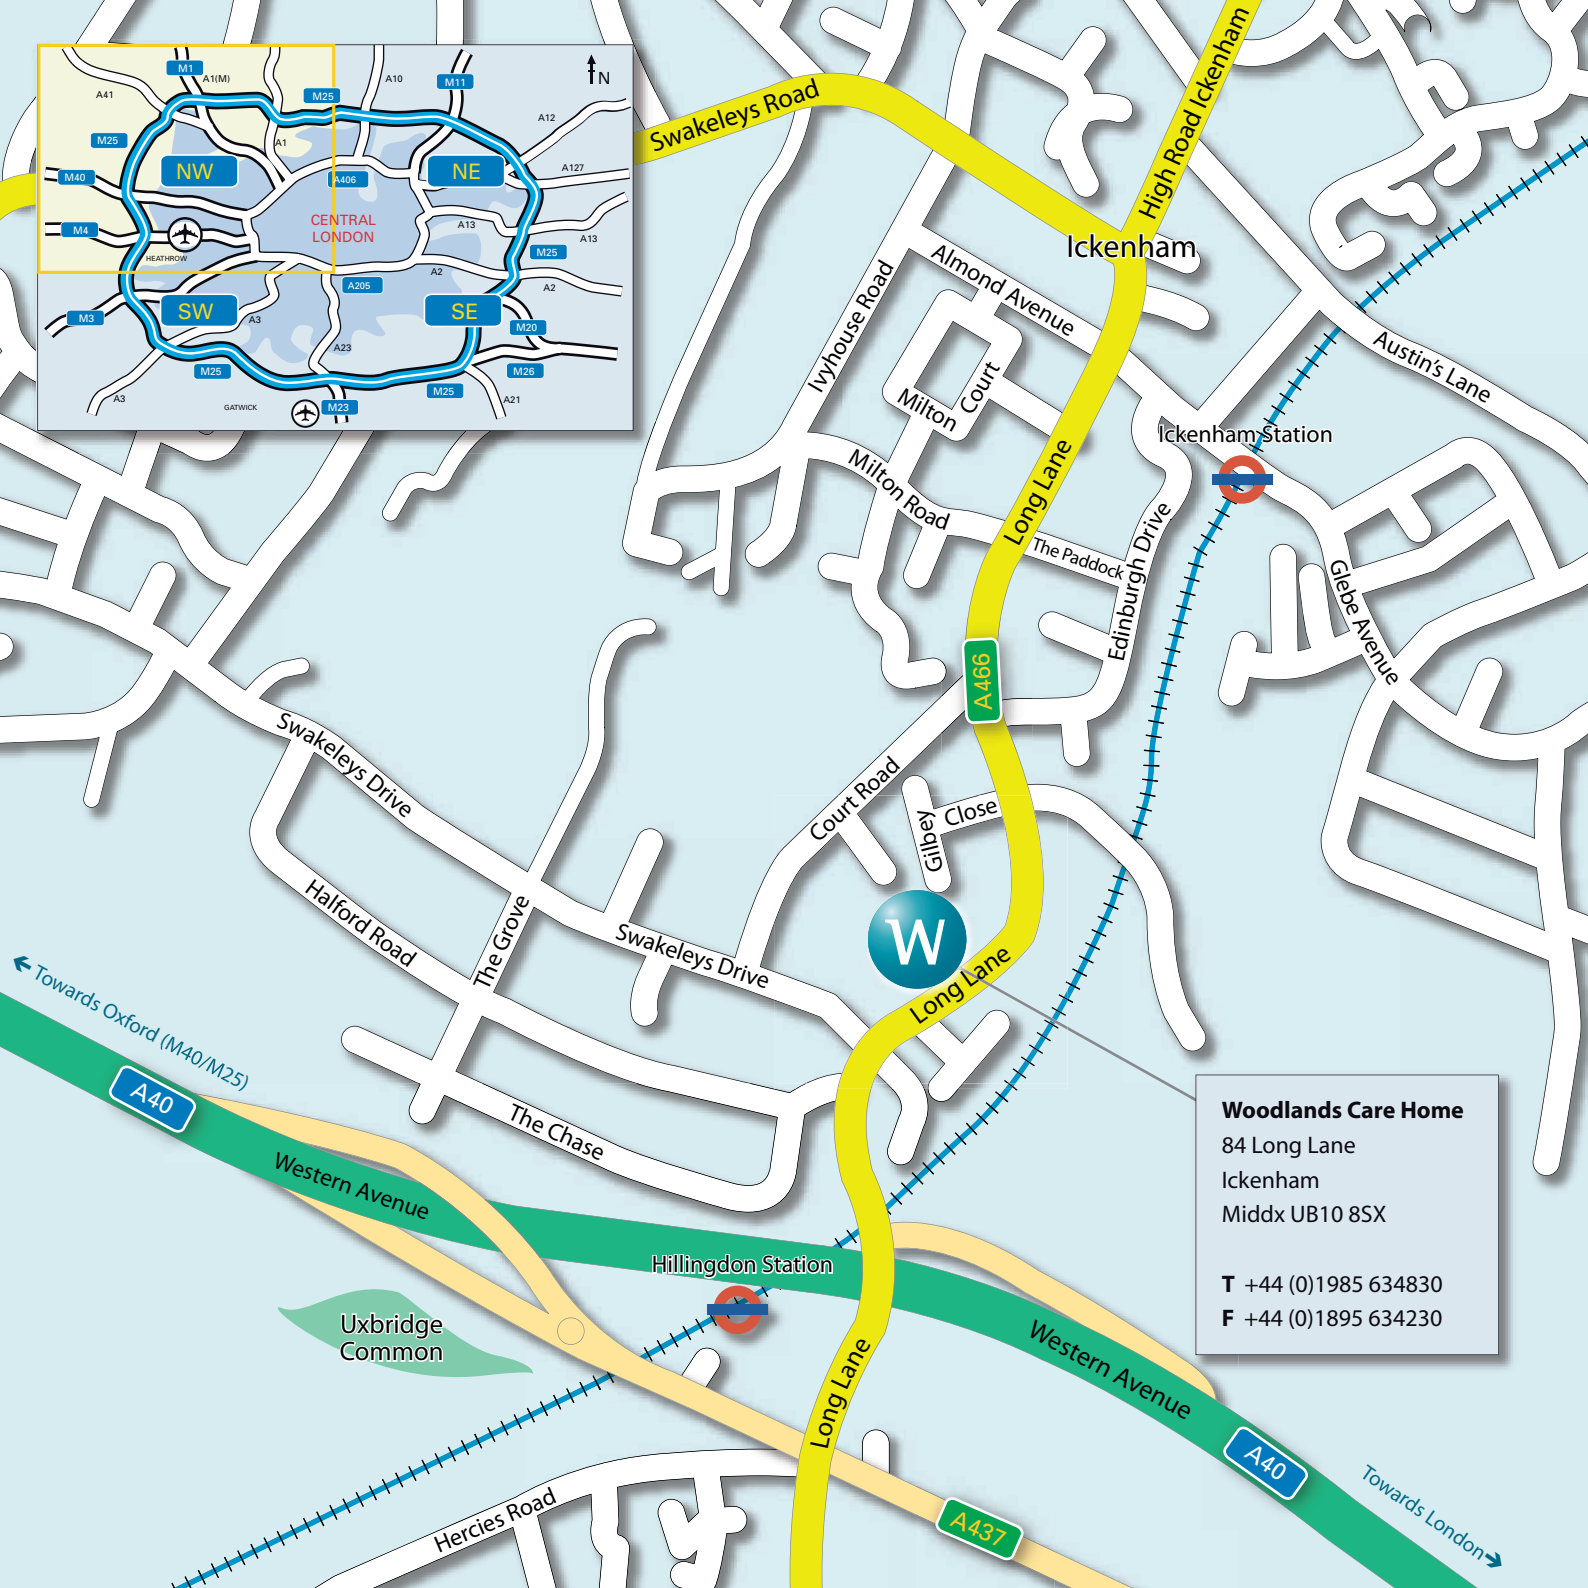 M1
A1(M)
A10
M11
N
A41
M25
A12
M25
A1
A127
M40
NW
A406
NE
CENTRAL
LONDON
A13
A13
M4
HEATHROW
M25
A2
A205
A2
SW
SE
M3
A3
M20
A23
M25
M26
M25
A3
GATWICK
M23
A21
Swakeleys Road
High Road Ickenham
Ickenham
Almond Avenue
Ivyhouse Road
Austin's Lane
Court
Milton
Ickenham Station
Milton Road
Long Lane
The Paddock
Edinburgh Drive
Glebe Avenue
A466
Swakeleys Drive
Court Road
Gilbey
Close
Halford Road
The Grove
Swakeleys Drive
W
Long Lane
Towards Oxford (M40/M25)
A40
The Chase
Western Avenue
Woodlands Care Home
84 Long Lane
Ickenham
Middx UB10 8SX
T +44 (0)1985 634830
F +44 (0)1895 634230
Hillingdon Station
Uxbridge
Common
Western Avenue
Long Lane
A40
Towards London
Hercies Road
A437